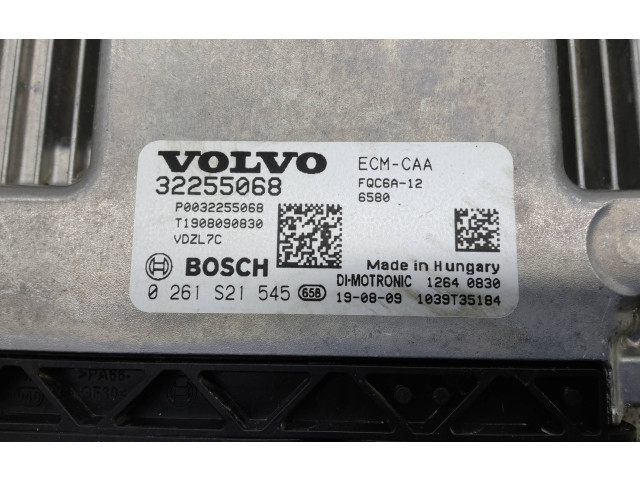 VOLVO
32255068
P0032255068
T1908090830
VDZL7C
BOSCH
0 261 S21 545 658
ECM-CAA
FQC6A-12
6580
Made in Hungary
DI-MOTRONIC 1264 0830
19-08-09 1039T35184
>PA66-